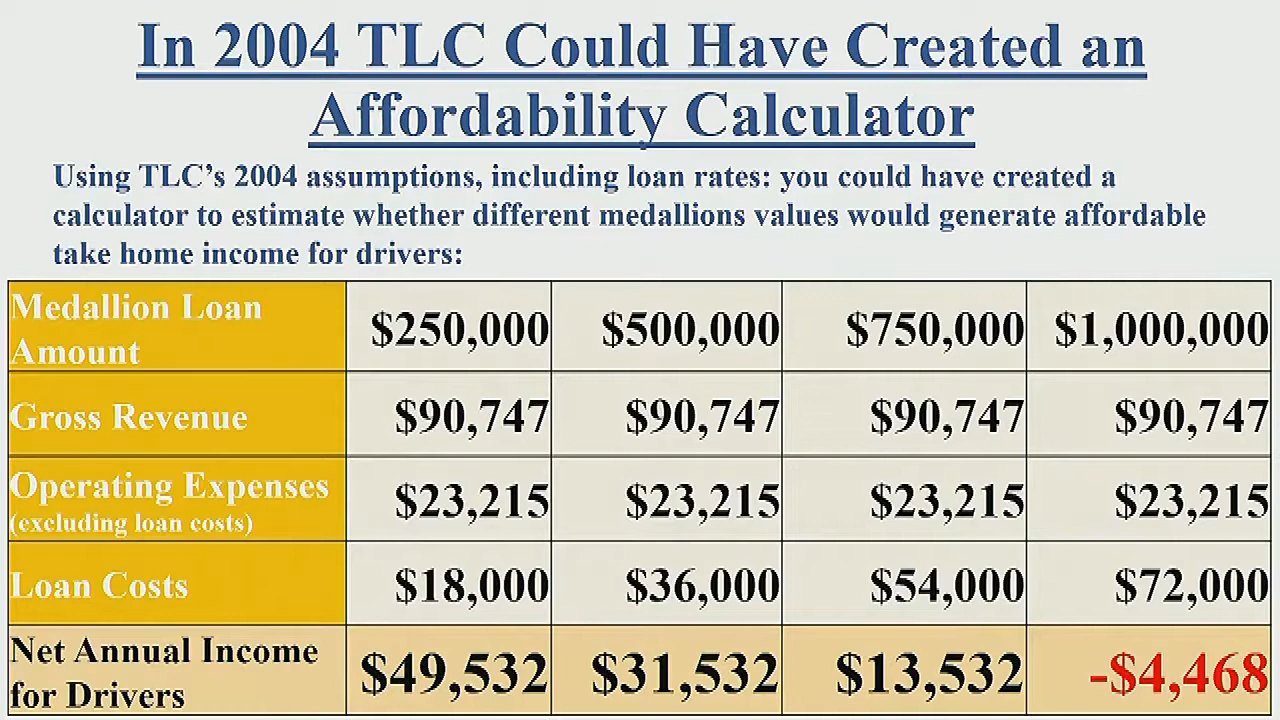 In 2004 TLC Could Have Created an
Affordability Calculator
Using TLC’s 2004 assumptions, including loan rates: you could have created a
calculator to estimate whether different medallions values would generate affordable
take home income for drivers:
Medallion Loan
Amount
$250,000 $500,000 $750,000 $1,000,000
Gross Revenue $90,747 $90,747 $90,747 $90,747
Operating Expenses
(excluding loan costs)
$23,215 $23,215 $23,215 $23,215
Loan Costs $18,000 $36,000 $54,000 $72,000
Net Annual Income
for Drivers
$49,532 $31,532 $13,532 -$4,468